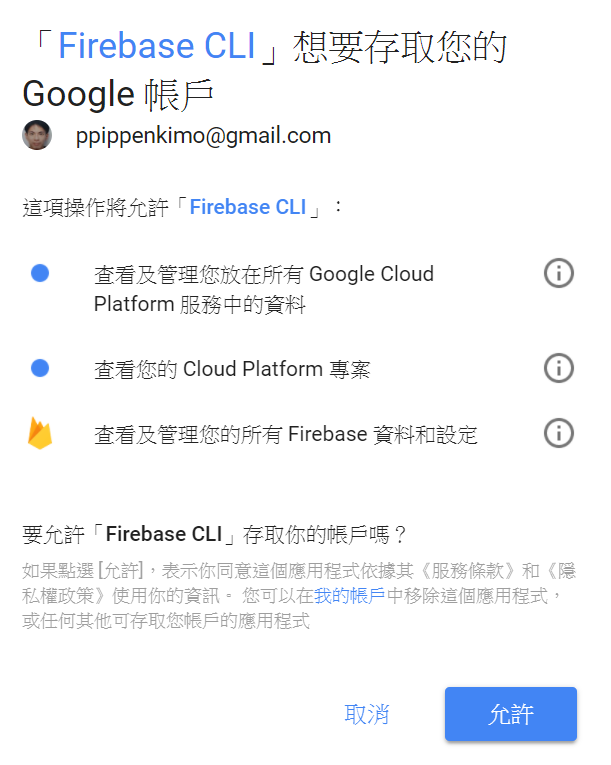 「Firebase CLI」想要存取您的
Google 帳戶
ppippenkimo@gmail.com
這項操作將允許「Firebase CLI」：
查看及管理您放在所有 Google Cloud
Platform 服務中的資料
查看您的 Cloud Platform 專案
查看及管理您的所有 Firebase 資料和設定
要允許「Firebase CLI」存取你的帳戶嗎？
如果點選 [允許]，表示你同意這個應用程式依據其《服務條款》和《隱
私權政策》使用你的資訊。 您可以在我的帳戶中移除這個應用程式，
或任何其他可存取您帳戶的應用程式
取消
允許